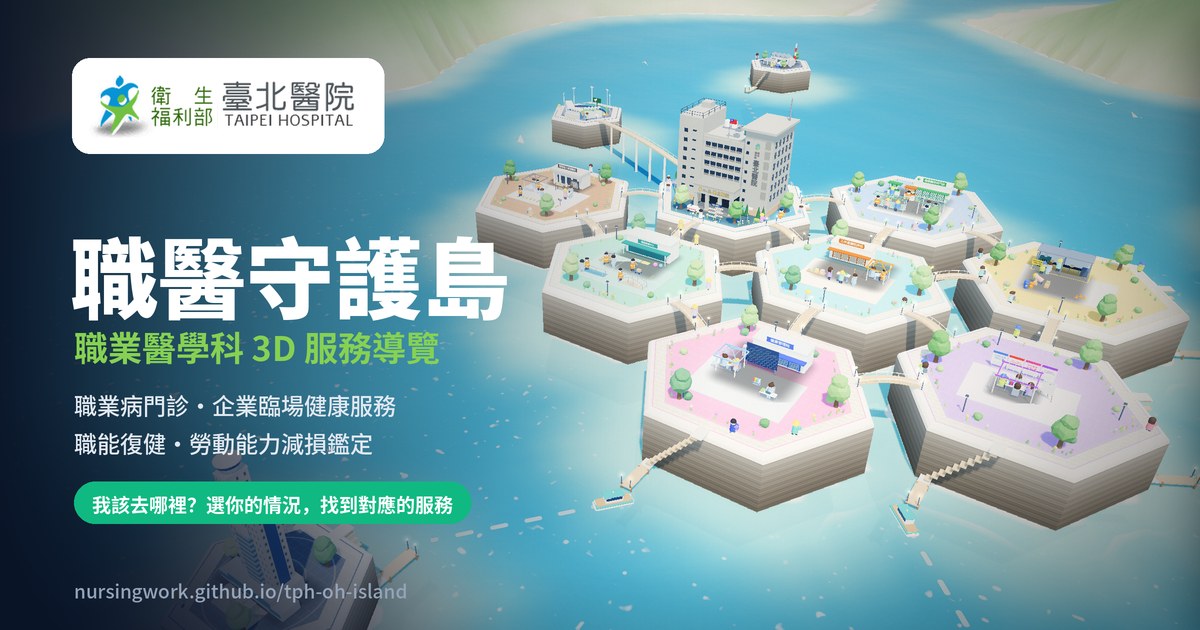 衛生
福利部
臺北醫院
TAIPEI HOSPITAL
職醫守護島
職業醫學科 3D 服務導覽
職業病門診・企業臨場健康服務
職能復健・勞動能力減損鑑定
我該去哪裡？選你的情況，找到對應的服務
nursingwork.github.io/tph-oh-island